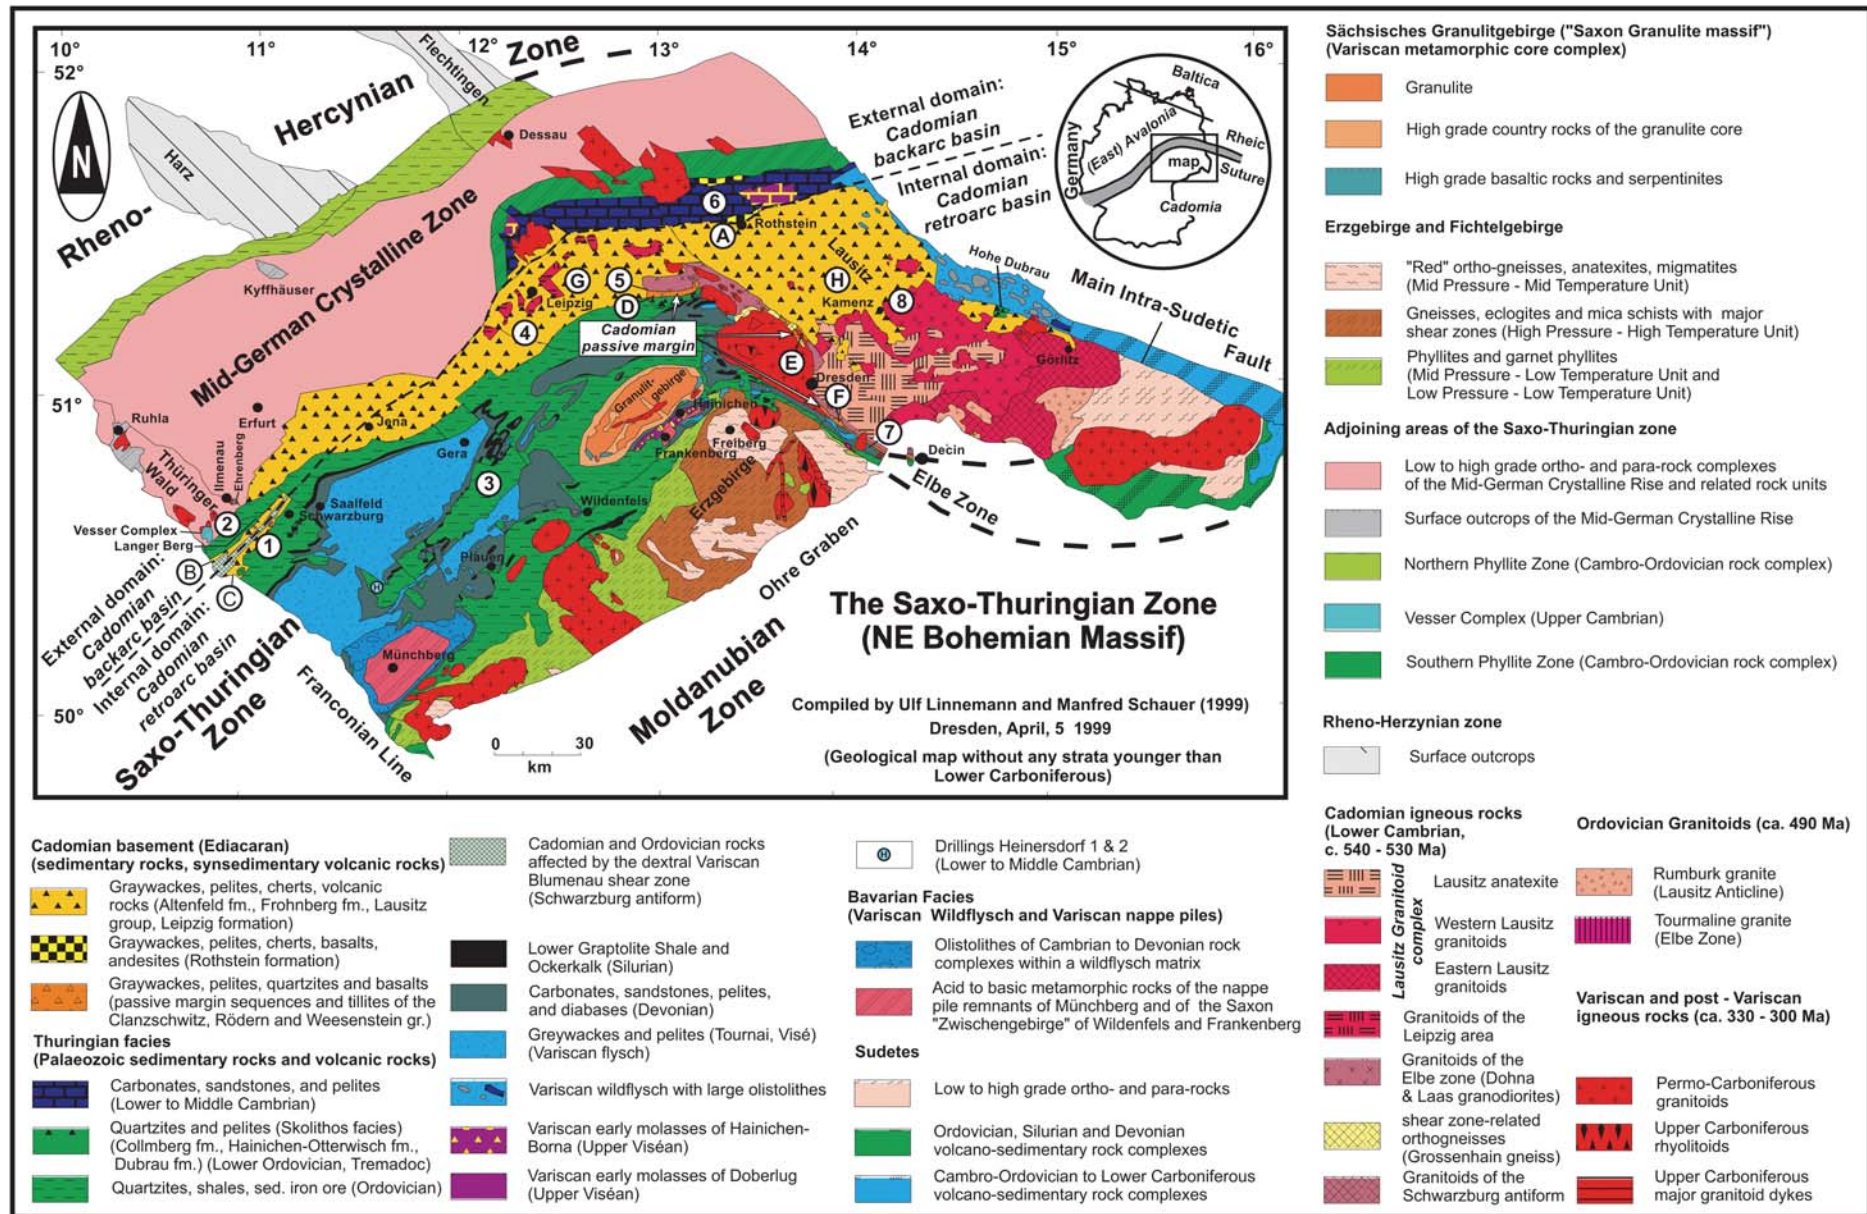 10°
11°
12°
13°
14°
15°
16°
52°
51°
50°
N
Rheno-
Hercynian
Zone
Flechtingen
Harz
Dessau
Kyffhäuser
Mid-German Crystalline Zone
External domain:
Cadomian
backarc basin
Internal domain:
Cadomian
retroarc basin
Baltica
(East) Avalonia
Rheic
Suture
map
Cadomia
Germany
6
A
Rothstein
Lausitz
Hohe Dubrau
Main Intra-Sudetic
Fault
G
5
H
Leipzig
D
Kamenz
8
4
Cadomian
passive margin
E
Görlitz
Dresden
F
Granulit-
gebirge
Hainichen
7
Ruhla
Erfurt
Jena
Freiberg
Frankenberg
Decin
Gera
Elbe Zone
Thüringer
Wald
Ilmenau
Ehrenberg
3
Erzgebirge
Saalfeld
Schwarzburg
Wildenfels
Vesser Complex
2
Langer Berg
1
Plauen
B
H
C
External domain:
Cadomian
backarc basin
Internal domain:
Cadomian
retroarc basin
Ohre Graben
Münchberg
Saxo-Thuringian
Zone
Franconian Line
Moldanubian
Zone
0 30
km
The Saxo-Thuringian Zone
(NE Bohemian Massif)
Compiled by Ulf Linnemann and Manfred Schauer (1999)
Dresden, April, 5 1999
(Geological map without any strata younger than
Lower Carboniferous)
Sächsisches Granulitgebirge ("Saxon Granulite massif")
(Variscan metamorphic core complex)
Granulite
High grade country rocks of the granulite core
High grade basaltic rocks and serpentinites
Erzgebirge and Fichtelgebirge
"Red" ortho-gneisses, anatexites, migmatites
(Mid Pressure - Mid Temperature Unit)
Gneisses, eclogites and mica schists with major
shear zones (High Pressure - High Temperature Unit)
Phyllites and garnet phyllites
(Mid Pressure - Low Temperature Unit and
Low Pressure - Low Temperature Unit)
Adjoining areas of the Saxo-Thuringian zone
Low to high grade ortho- and para-rock complexes
of the Mid-German Crystalline Rise and related rock units
Surface outcrops of the Mid-German Crystalline Rise
Northern Phyllite Zone (Cambro-Ordovician rock complex)
Vesser Complex (Upper Cambrian)
Southern Phyllite Zone (Cambro-Ordovician rock complex)
Rheno-Herzynian zone
Surface outcrops
Cadomian basement (Ediacaran)
(sedimentary rocks, synsedimentary volcanic rocks)
Graywackes, pelites, cherts, volcanic
rocks (Altenfeld fm., Frohnberg fm., Lausitz
group, Leipzig formation)
Graywackes, pelites, cherts, basalts,
andesites (Rothstein formation)
Graywackes, pelites, quartzites and basalts
(passive margin sequences and tillites of the
Clanzschwitz, Rödern and Weesenstein gr.)
Thuringian facies
(Palaeozoic sedimentary rocks and volcanic rocks)
Carbonates, sandstones, and pelites
(Lower to Middle Cambrian)
Quartzites and pelites (Skolithos facies)
(Collmberg fm., Hainichen-Otterwisch fm.,
Dubrau fm.) (Lower Ordovician, Tremadoc)
Quartzites, shales, sed. iron ore (Ordovician)
Cadomian and Ordovician rocks
affected by the dextral Variscan
Blumenau shear zone
(Schwarzburg antiform)
Lower Graptolite Shale and
Ockerkalk (Silurian)
Carbonates, sandstones, pelites,
and diabases (Devonian)
Greywackes and pelites (Tournai, Visé)
(Variscan flysch)
Variscan wildflysch with large olistolithes
Variscan early molasses of Hainichen-
Borna (Upper Viséan)
Variscan early molasses of Doberlug
(Upper Viséan)
H
Drillings Heinersdorf 1 & 2
(Lower to Middle Cambrian)
Bavarian Facies
(Variscan Wildflysch and Variscan nappe piles)
Olistolithes of Cambrian to Devonian rock
complexes within a wildflysch matrix
Acid to basic metamorphic rocks of the nappe
pile remnants of Münchberg and of the Saxon
"Zwischengebirge" of Wildenfels and Frankenberg
Sudetes
Low to high grade ortho- and para-rocks
Ordovician, Silurian and Devonian
volcano-sedimentary rock complexes
Cambro-Ordovician to Lower Carboniferous
volcano-sedimentary rock complexes
Cadomian igneous rocks
(Lower Cambrian,
c. 540 - 530 Ma)
Lausitz Granitoid
complex
Lausitz anatexite
Western Lausitz
granitoids
Eastern Lausitz
granitoids
Granitoids of the
Leipzig area
Granitoids of the
Elbe zone (Dohna
& Laas granodiorites)
shear zone-related
orthogneisses
(Grossenhain gneiss)
Granitoids of the
Schwarzburg antiform
Ordovician Granitoids (ca. 490 Ma)
Rumburk granite
(Lausitz Anticline)
Tourmaline granite
(Elbe Zone)
Variscan and post - Variscan
igneous rocks (ca. 330 - 300 Ma)
Permo-Carboniferous
granitoids
Upper Carboniferous
rhyolitoids
Upper Carboniferous
major granitoid dykes